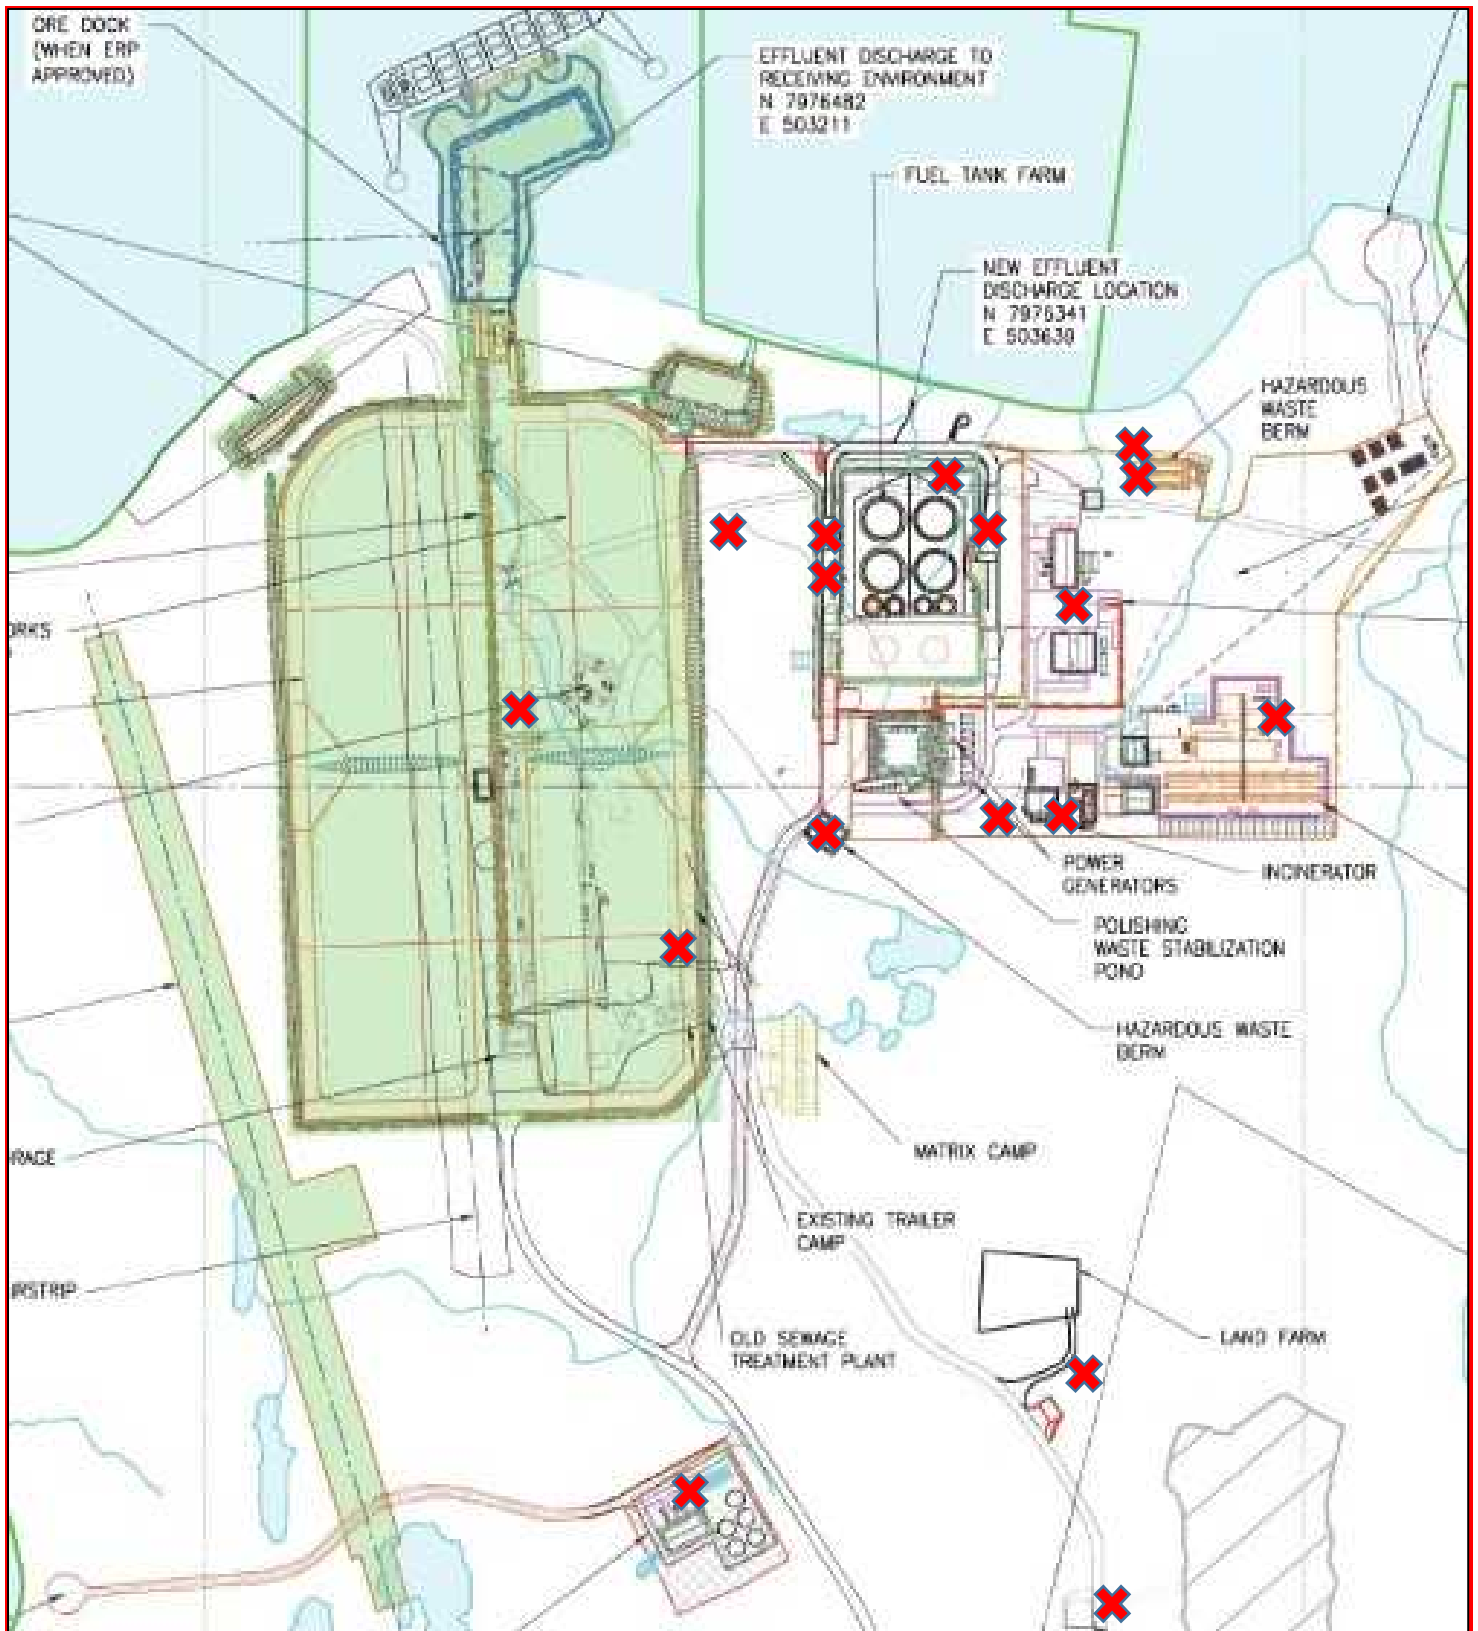 ORE DOCK
(WHEN ERP
APPROVED)
EFFLUENT DISCHARGE TO
RECEIVING ENVIRONMENT
N 7976482
E 503211
FUEL TANK FARM
NEW EFFLUENT
DISCHARGE LOCATION
N 7975341
E 503639
HAZARDOUS
WASTE
BERM
ORKS
POWER
GENERATORS
INCINERATOR
POLISHING
WASTE STABILIZATION
POND
HAZARDOUS WASTE
BERM
RAGE
MATRIX CAMP
EXISTING TRAILER
CAMP
IRSTRIP
OLD SEWAGE
TREATMENT PLANT
LAND FARM